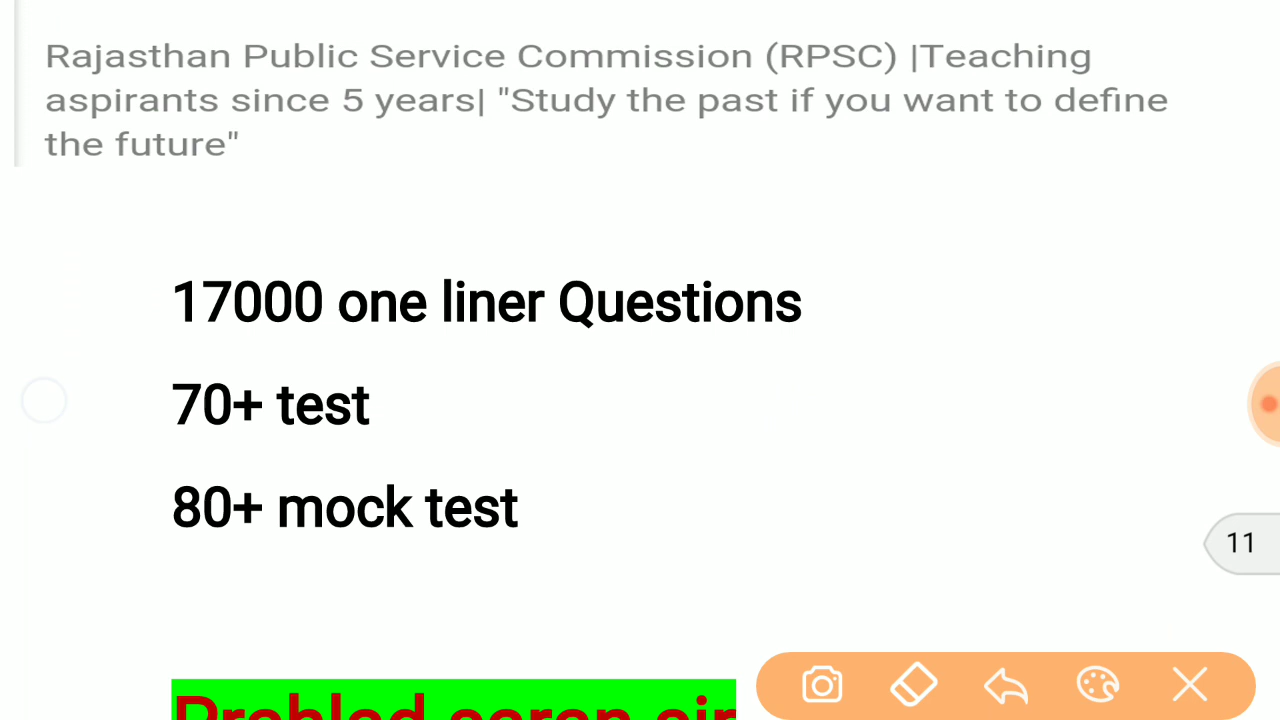 Rajasthan Public Service Commission (RPSC) |Teaching
aspirants since 5 years| "Study the past if you want to define
the future"
17000 one liner Questions
70+ test
80+ mock test
11